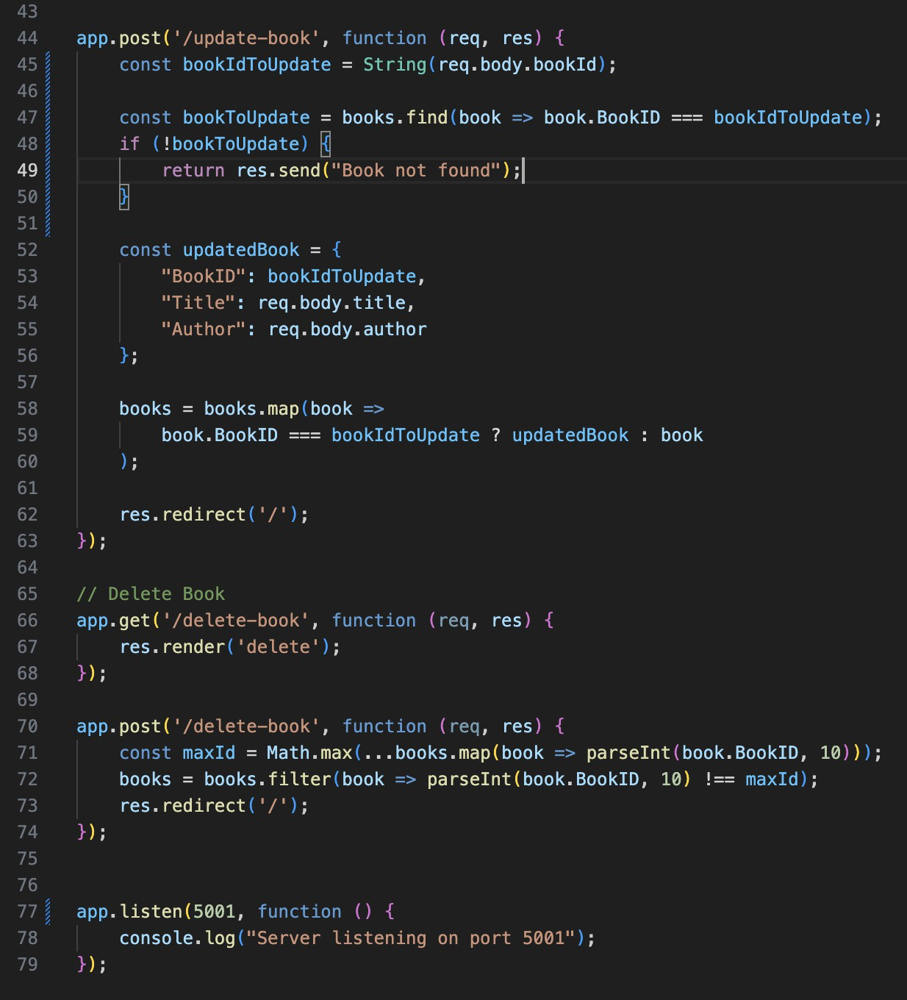 43
44 app.post('/update-book', function (req, res) {
45     const bookIdToUpdate = String(req.body.bookId);
46
47     const bookToUpdate = books.find(book => book.BookID === bookIdToUpdate);
48     if (!bookToUpdate) {
49         return res.send("Book not found");
50     }
51
52     const updatedBook = {
53         "BookID": bookIdToUpdate,
54         "Title": req.body.title,
55         "Author": req.body.author
56     };
57
58     books = books.map(book =>
59         book.BookID === bookIdToUpdate ? updatedBook : book
60     );
61
62     res.redirect('/');
63 });
64
65 // Delete Book
66 app.get('/delete-book', function (req, res) {
67     res.render('delete');
68 });
69
70 app.post('/delete-book', function (req, res) {
71     const maxId = Math.max(...books.map(book => parseInt(book.BookID, 10)));
72     books = books.filter(book => parseInt(book.BookID, 10) !== maxId);
73     res.redirect('/');
74 });
75
76
77 app.listen(5001, function () {
78     console.log("Server listening on port 5001");
79 });